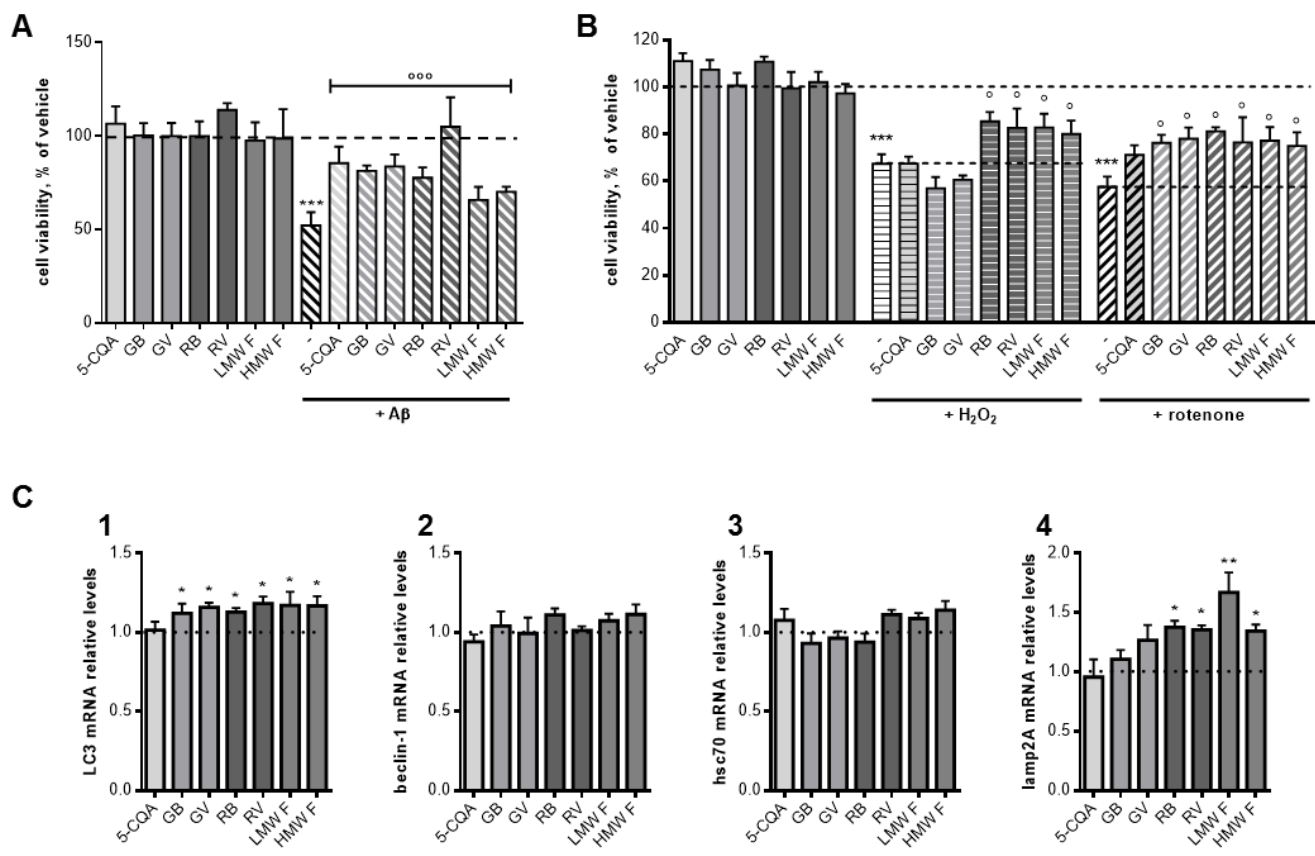 A
cell viability, % of vehicle
150
100
50
0
ooo
***
5-CQA GB GV RB RV LMW F HMW F - 5-CQA GB GV RB RV LMW F HMW F
+ Aβ
B
cell viability, % of vehicle
120
100
80
60
40
20
0
*** o o o o *** o o o o o o
5-CQA GB GV RB RV LMW F HMW F - 5-CQA GB GV RB RV LMW F HMW F - 5-CQA GB GV RB RV LMW F HMW F
+ H₂O₂ + rotenone
C
1
LC3 mRNA relative levels
1.5
1.0
0.5
0.0
* * * * * *
5-CQA GB GV RB RV LMW F HMW F
2
beclin-1 mRNA relative levels
1.5
1.0
0.5
0.0
5-CQA GB GV RB RV LMW F HMW F
3
hsc70 mRNA relative levels
1.5
1.0
0.5
0.0
5-CQA GB GV RB RV LMW F HMW F
4
lamp2A mRNA relative levels
2.0
1.5
1.0
0.5
0.0
* * ** *
5-CQA GB GV RB RV LMW F HMW F